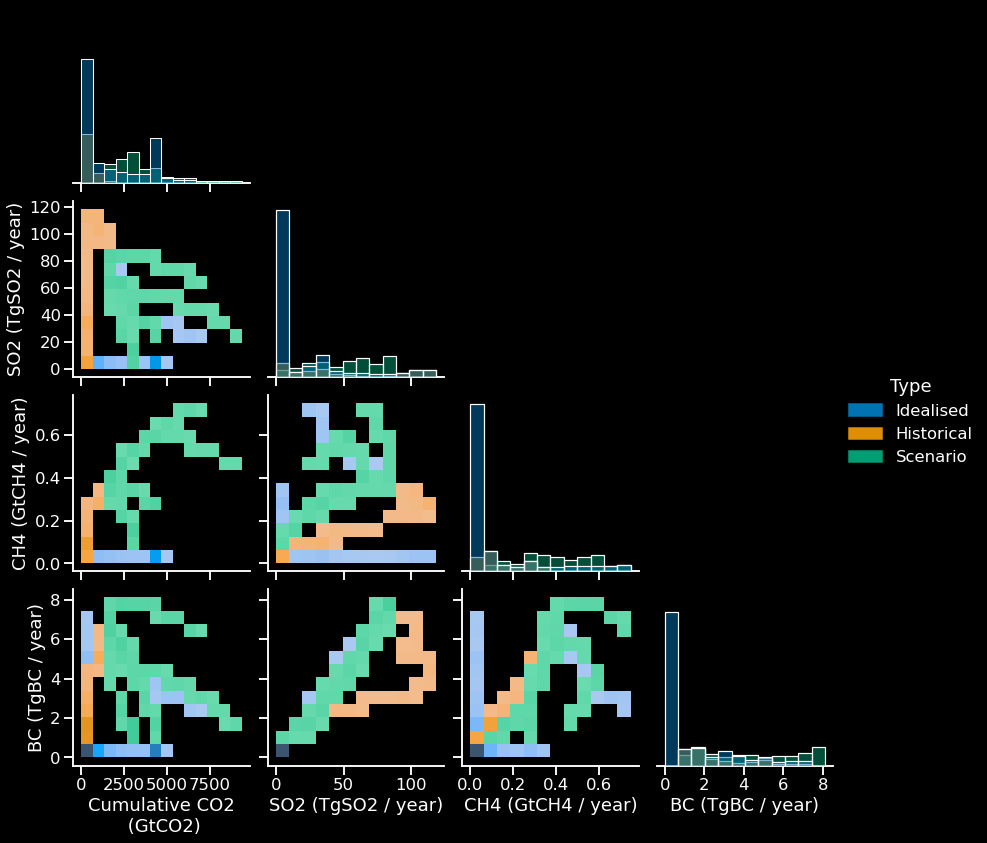 120
100
80
60
40
20
0
SO2 (TgSO2 / year)
0.6
0.4
0.2
0.0
CH4 (GtCH4 / year)
Type
Idealised
Historical
Scenario
8
6
4
2
0
BC (TgBC / year)
0 2500 5000 7500
0 50 100
0.0 0.2 0.4 0.6
0 2 4 6 8
Cumulative CO2
(GtCO2)
SO2 (TgSO2 / year)
CH4 (GtCH4 / year)
BC (TgBC / year)